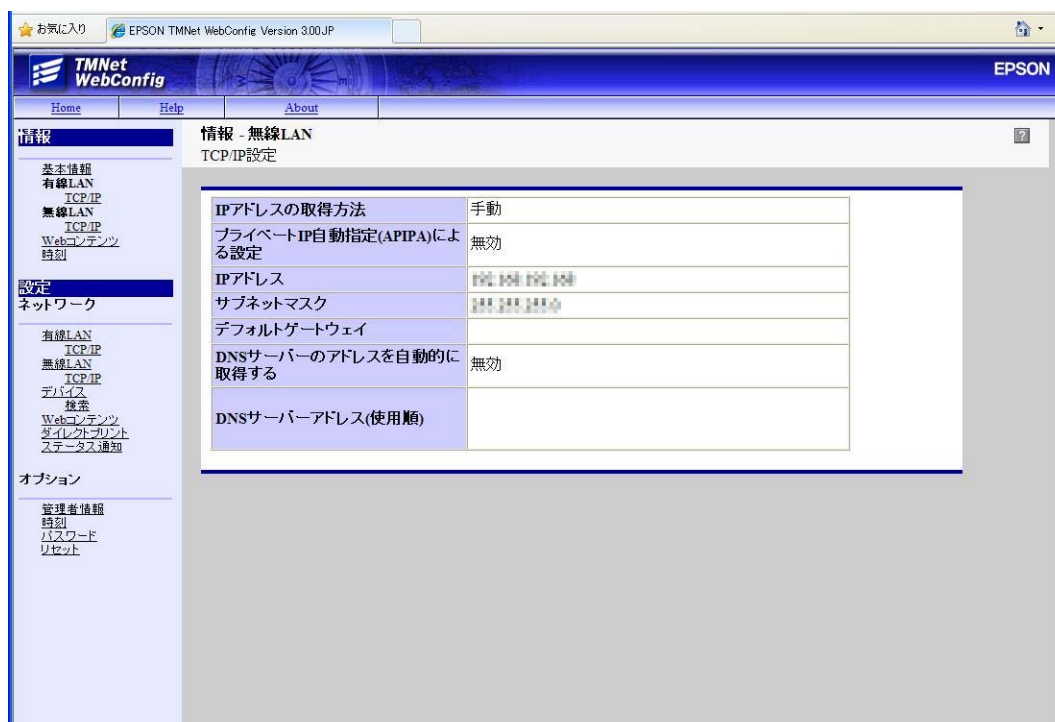 お気に入り
EPSON TMNet WebConfig Version 3.00JP
TMNet
WebConfig
EPSON
Home
Help
About
情報
基本情報
有線LAN
TCP/IP
無線LAN
TCP/IP
Webコンテンツ
時刻
設定
ネットワーク
有線LAN
TCP/IP
無線LAN
TCP/IP
デバイス
検索
Webコンテンツ
ダイレクトプリント
ステータス通知
オプション
管理者情報
時刻
パスワード
リセット
情報 - 無線LAN
TCP/IP設定
?
IPアドレスの取得方法
手動
プライベートIP自動指定(APIPA)によ
る設定
無効
IPアドレス
サブネットマスク
デフォルトゲートウェイ
DNSサーバーのアドレスを自動的に
取得する
無効
DNSサーバーアドレス(使用順)